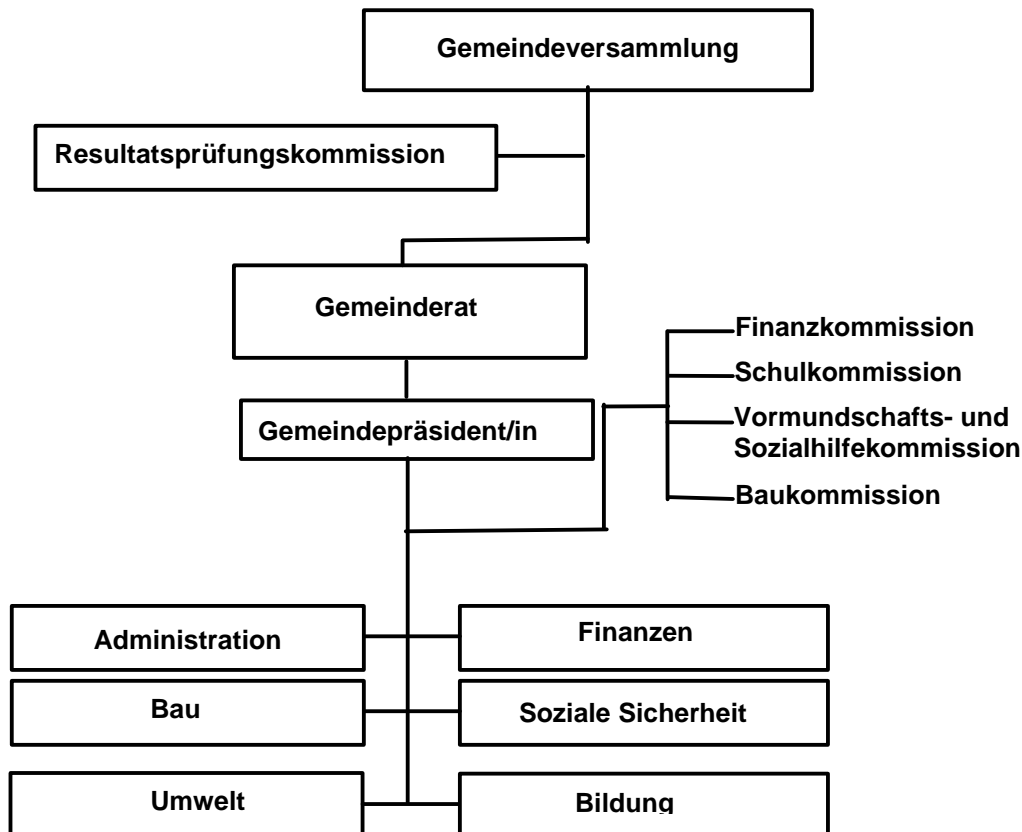 Gemeindeversammlung
Resultatsprüfungskommission
Gemeinderat
Finanzkommission
Schulkommission
Gemeindepräsident/in
Vormundschafts- und
Sozialhilfekommission
Baukommission
Administration
Finanzen
Bau
Soziale Sicherheit
Umwelt
Bildung